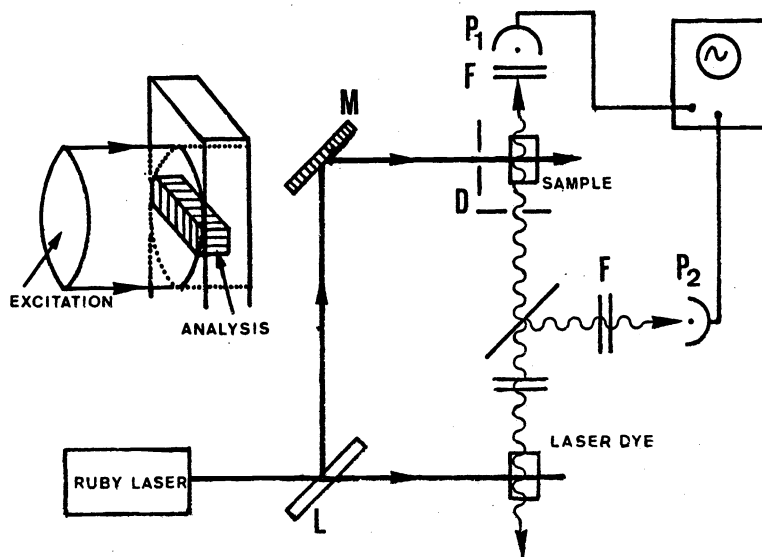 P1
F
M
SAMPLE
D
F
P2
EXCITATION
ANALYSIS
LASER DYE
RUBY LASER
L